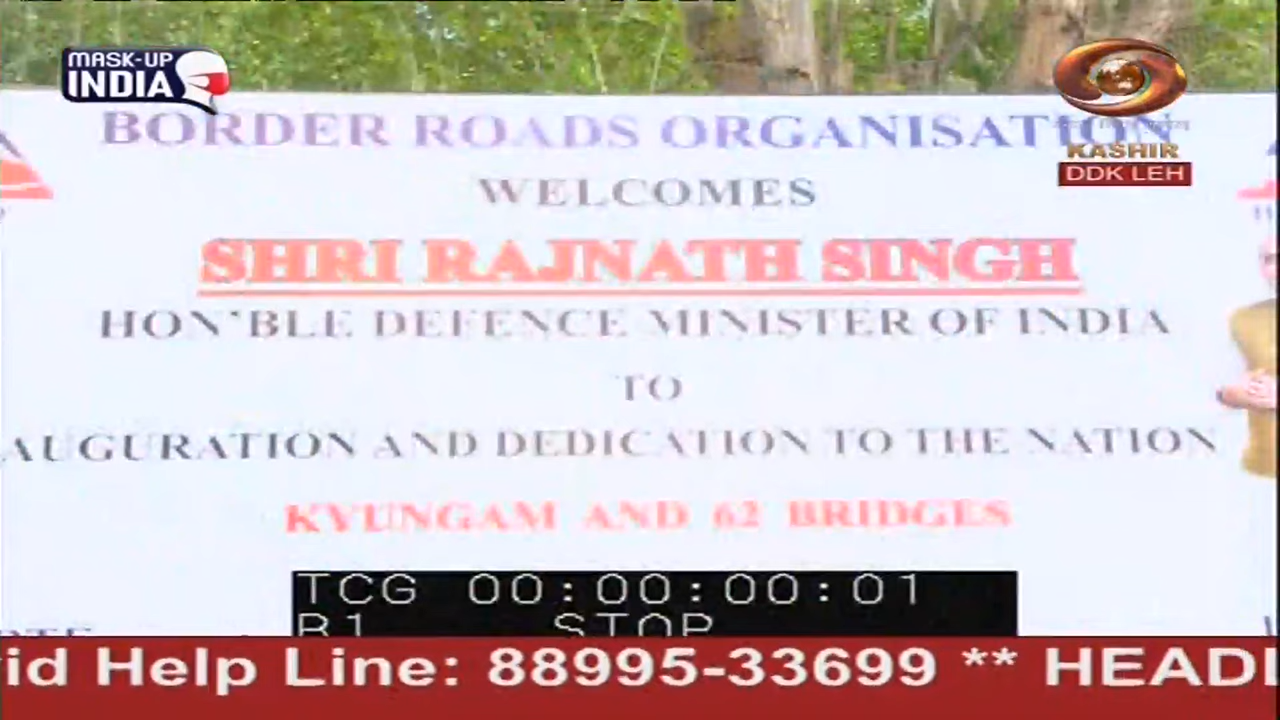 MASK-UP
INDIA
BORDER ROADS ORGANISATION
KASHIR
DDK LEH
WELCOMES
SHRI RAJNATH SINGH
HON'BLE DEFENCE MINISTER OF INDIA
TO
AUGURATION AND DEDICATION TO THE NATION
KYUNGAM AND 62 BRIDGES
TCG 00:00:00:01
B1 STOP
id Help Line: 88995-33699 ** HEADI